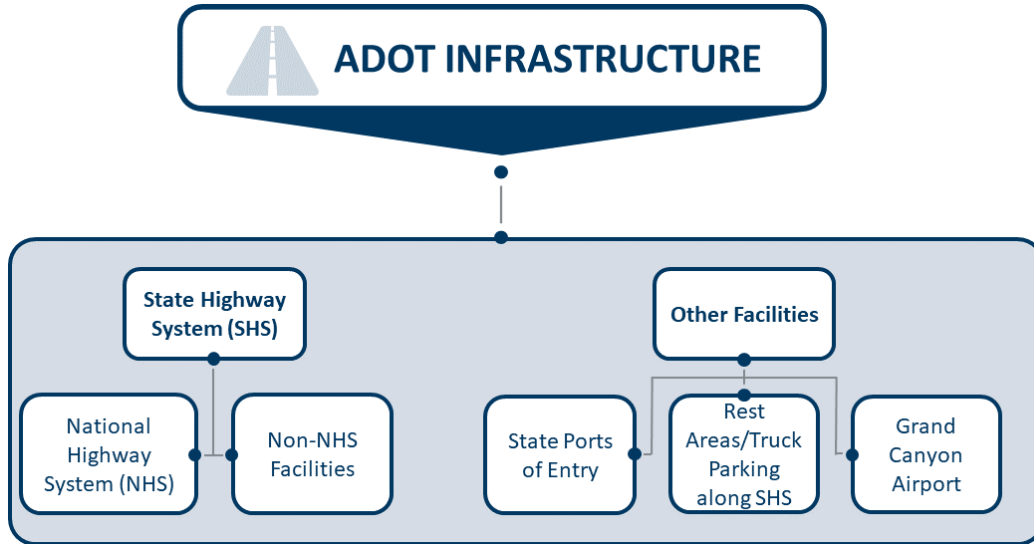 ADOT INFRASTRUCTURE
State Highway
System (SHS)
Other Facilities
National
Highway
System (NHS)
Non-NHS
Facilities
State Ports
of Entry
Rest
Areas/Truck
Parking
along SHS
Grand
Canyon
Airport